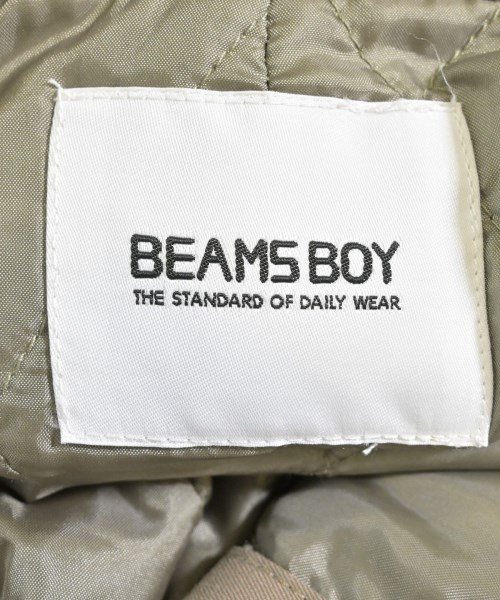 BEAMS BOY
THE STANDARD OF DAILY WEAR